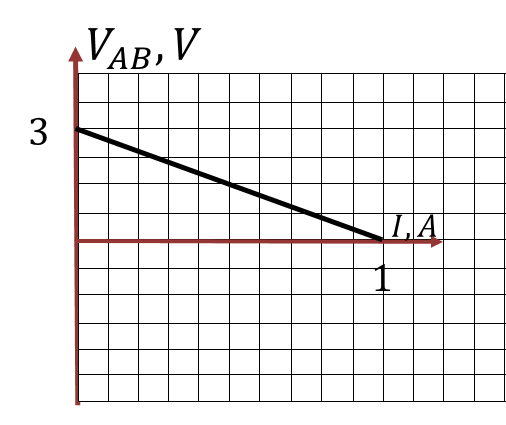 V_AB, V
3
I, A
1